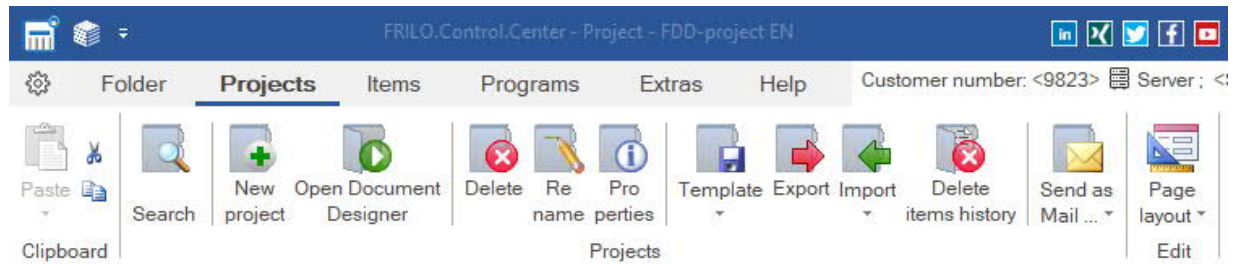 FRILO.Control.Center - Project - FDD-project EN
Folder Projects Items Programs Extras Help Customer number: <9823> Server ;
Paste
Search
New project
Open Document Designer
Delete
Re name
Pro perties
Template
Export
Import
Delete items history
Send as Mail ...
Page layout
Clipboard Projects Edit